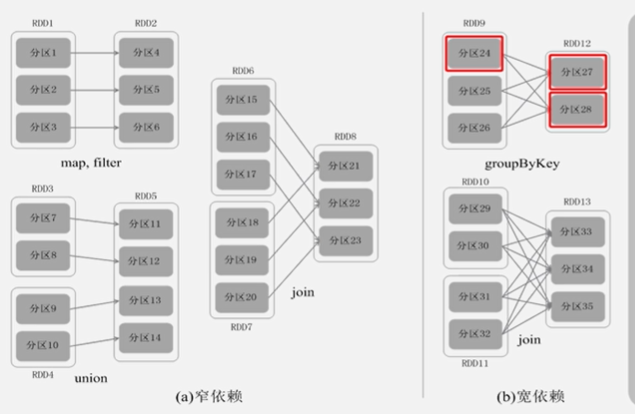 RDD1
RDD2
分区1
分区4
分区2
分区5
分区3
分区6
map, filter
RDD3
RDD5
分区7
分区11
分区8
分区12
分区9
分区13
分区10
分区14
RDD4
union
RDD6
分区15
分区16
分区17
RDD8
分区21
分区22
分区23
分区18
分区19
分区20
RDD7
join
(a)窄依赖
RDD9
RDD12
分区24
分区27
分区25
分区28
分区26
groupByKey
RDD10
RDD13
分区29
分区33
分区30
分区34
分区31
分区35
分区32
RDD11
join
(b)宽依赖